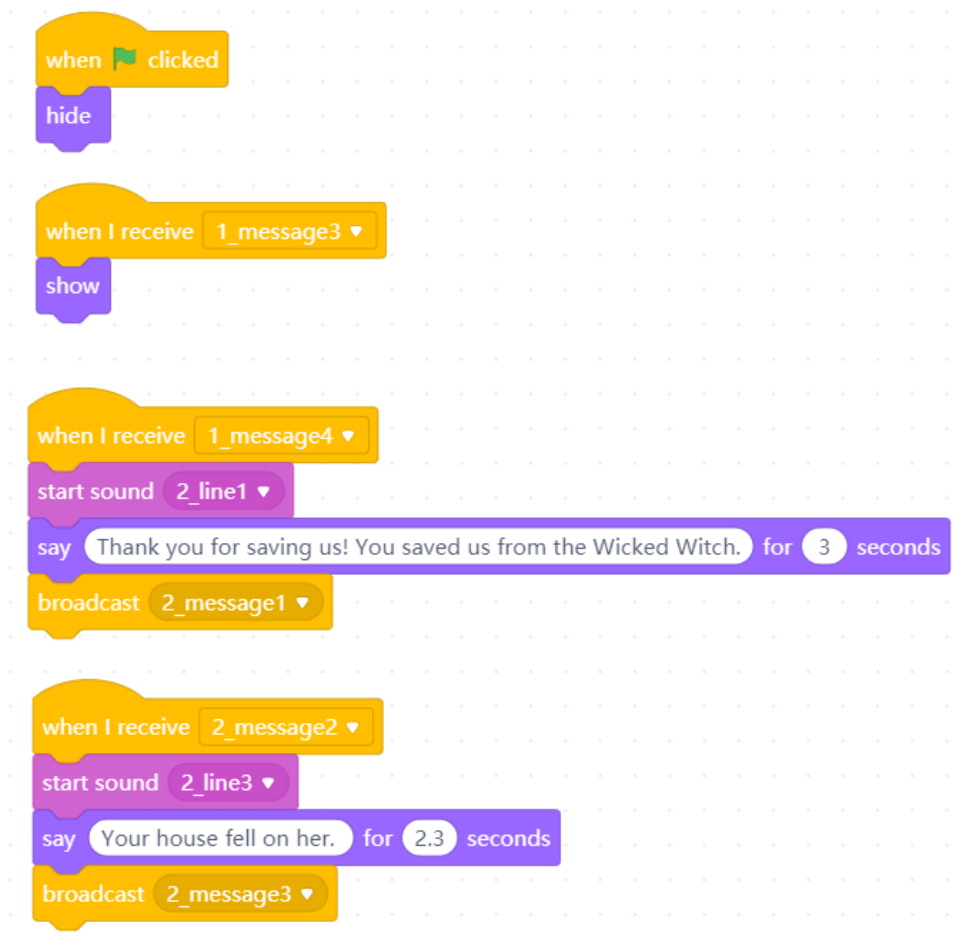 when clicked
hide
when I receive 1_message3
show
when I receive 1_message4
start sound 2_line1
say Thank you for saving us! You saved us from the Wicked Witch. for 3 seconds
broadcast 2_message1
when I receive 2_message2
start sound 2_line3
say Your house fell on her. for 2.3 seconds
broadcast 2_message3